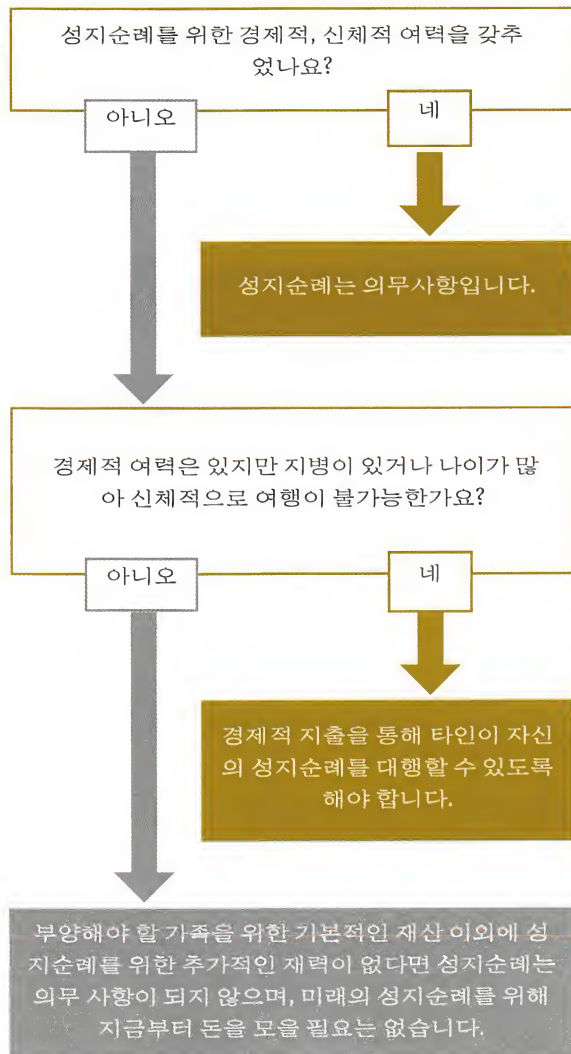 성지순례를 위한 경제적, 신체적 여력을 갖추
었나요?
아니오
네
성지순례는 의무사항입니다.
경제적 여력은 있지만 지병이 있거나 나이가 많
아 신체적으로 여행이 불가능한가요?
아니오
네
경제적 지출을 통해 타인이 자신
의 성지순례를 대행할 수 있도록
해야 합니다.
부양해야 할 가족을 위한 기본적인 재산 이외에 성
지순례를 위한 추가적인 재력이 없다면 성지순례는
의무 사항이 되지 않으며, 미래의 성지순례를 위해
지금부터 돈을 모을 필요는 없습니다.